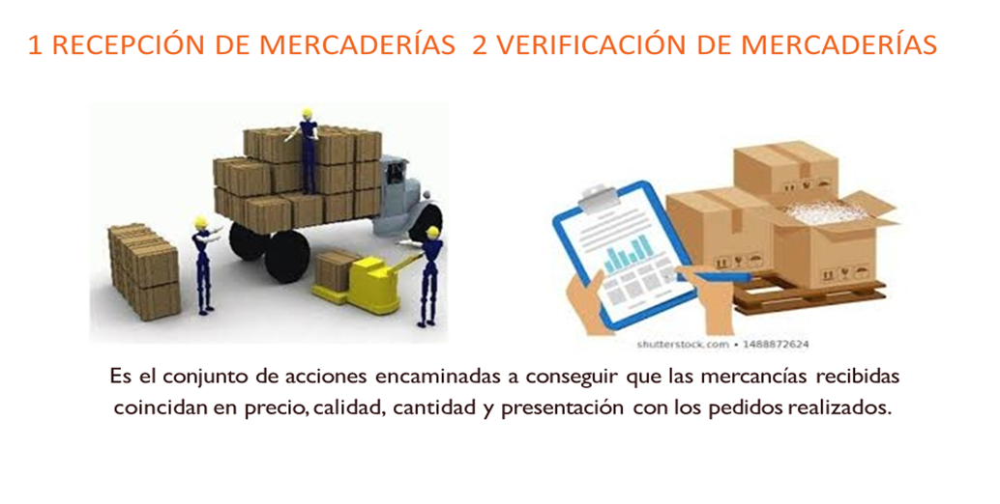 1 RECEPCIÓN DE MERCADERÍAS 2 VERIFICACIÓN DE MERCADERÍAS
shutterstock.com • 1488872624
Es el conjunto de acciones encaminadas a conseguir que las mercancías recibidas
coincidan en precio, calidad, cantidad y presentación con los pedidos realizados.